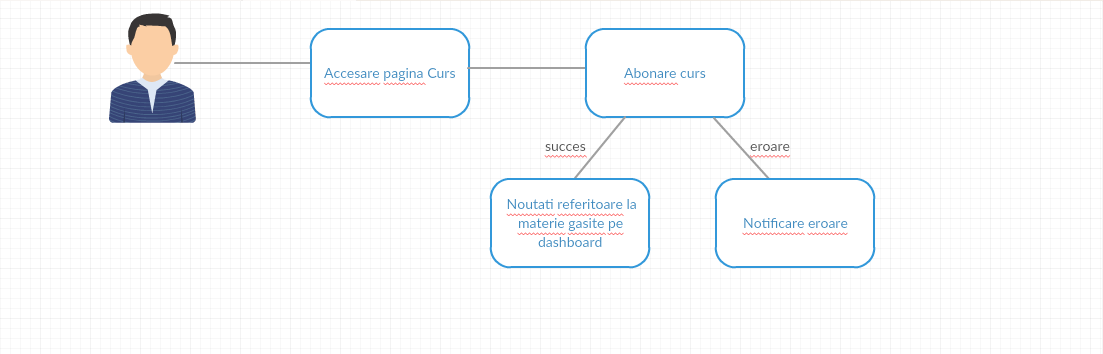 Accesare pagina Curs
Abonare curs
succes
eroare
Noutati referitoare la
materie gasite pe
dashboard
Notificare eroare